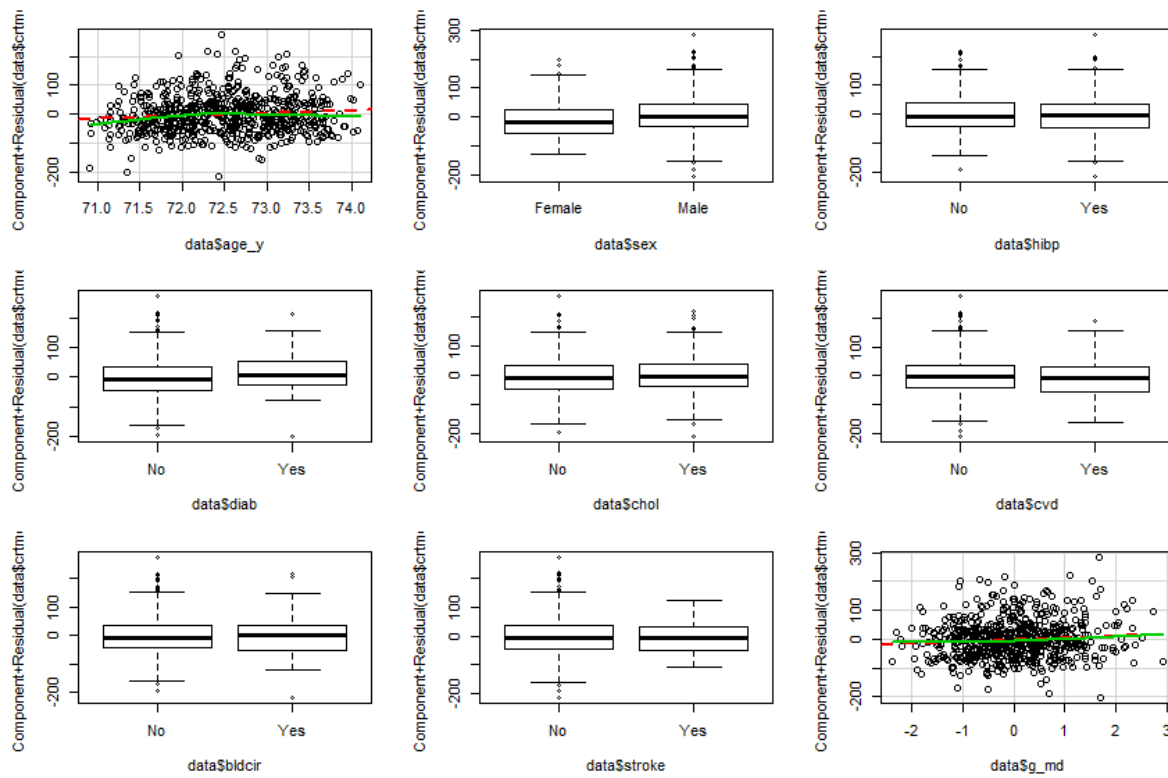 Component+Residual(data$crtm
-200
0
100
71.0 71.5 72.0 72.5 73.0 73.5 74.0
data$age_y
Component+Residual(data$crtm
-200
0
100
300
Female Male
data$sex
Component+Residual(data$crtm
-200
0
100
No Yes
data$hibp
Component+Residual(data$crtm
-200
0
100
No Yes
data$diab
Component+Residual(data$crtm
-200
0
100
No Yes
data$chol
Component+Residual(data$crtm
-200
0
100
No Yes
data$cvd
Component+Residual(data$crtm
-200
0
100
No Yes
data$bldcir
Component+Residual(data$crtm
-200
0
100
No Yes
data$stroke
Component+Residual(data$crtm
-200
0
100
300
-2 -1 0 1 2 3
data$g_md